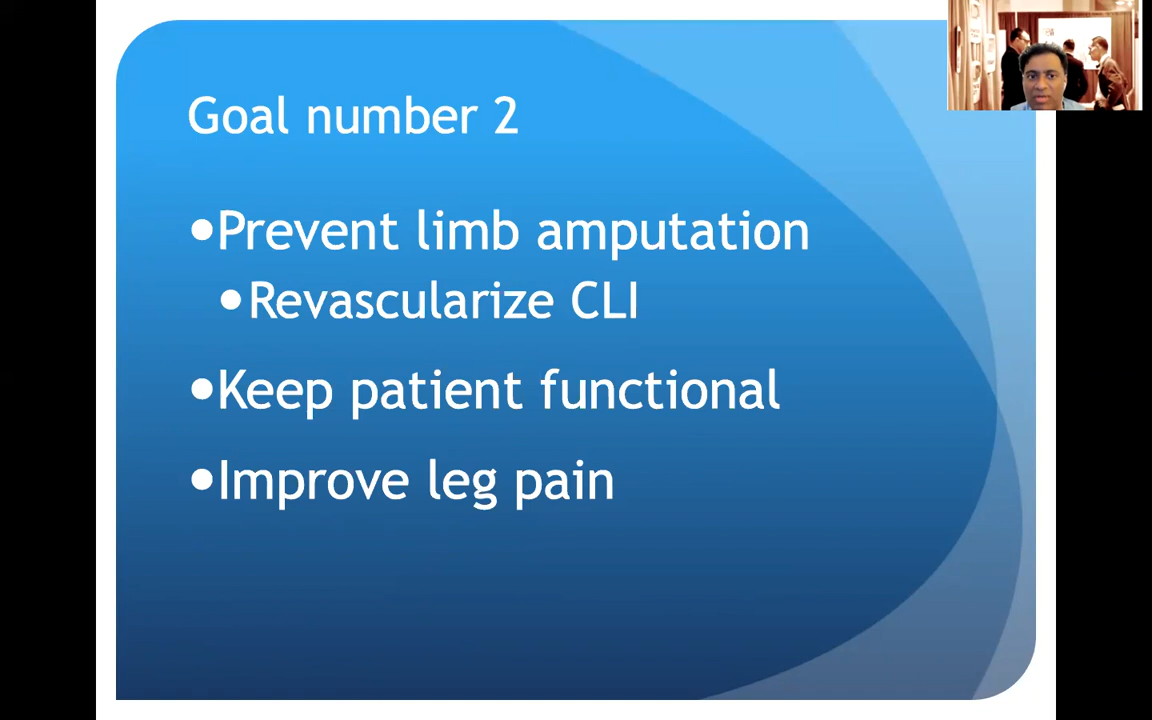 Goal number 2
•Prevent limb amputation
•Revascularize CLI
•Keep patient functional
•Improve leg pain